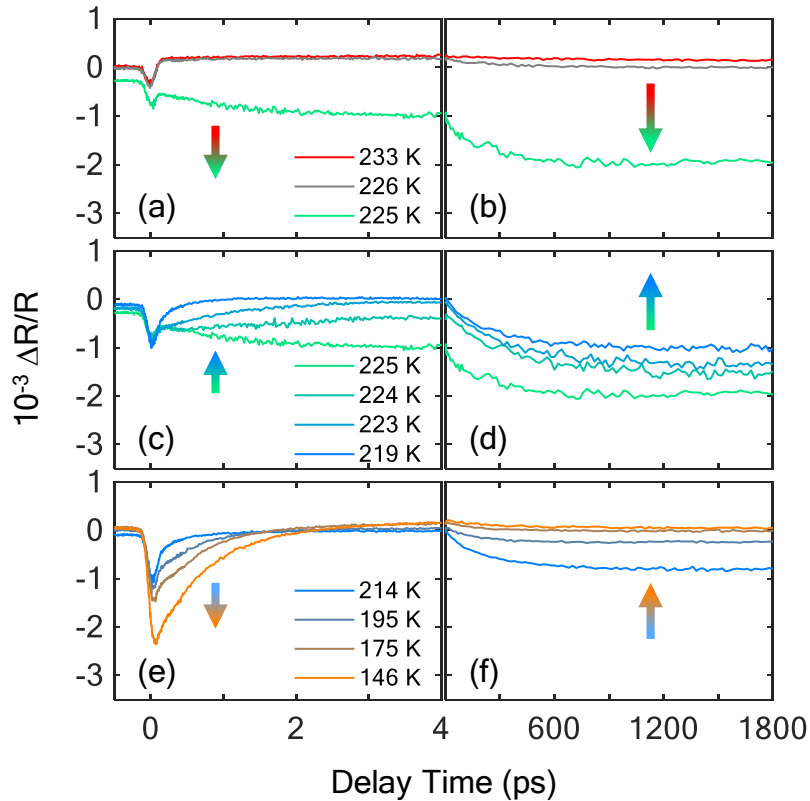 1
0
-1
-2
-3
(a)
233 K
226 K
225 K
(b)
1
0
-1
-2
-3
(c)
225 K
224 K
223 K
219 K
(d)
1
0
-1
-2
-3
(e)
214 K
195 K
175 K
146 K
(f)
10⁻³ ΔR/R
0 2 4 600 1200 1800
Delay Time (ps)